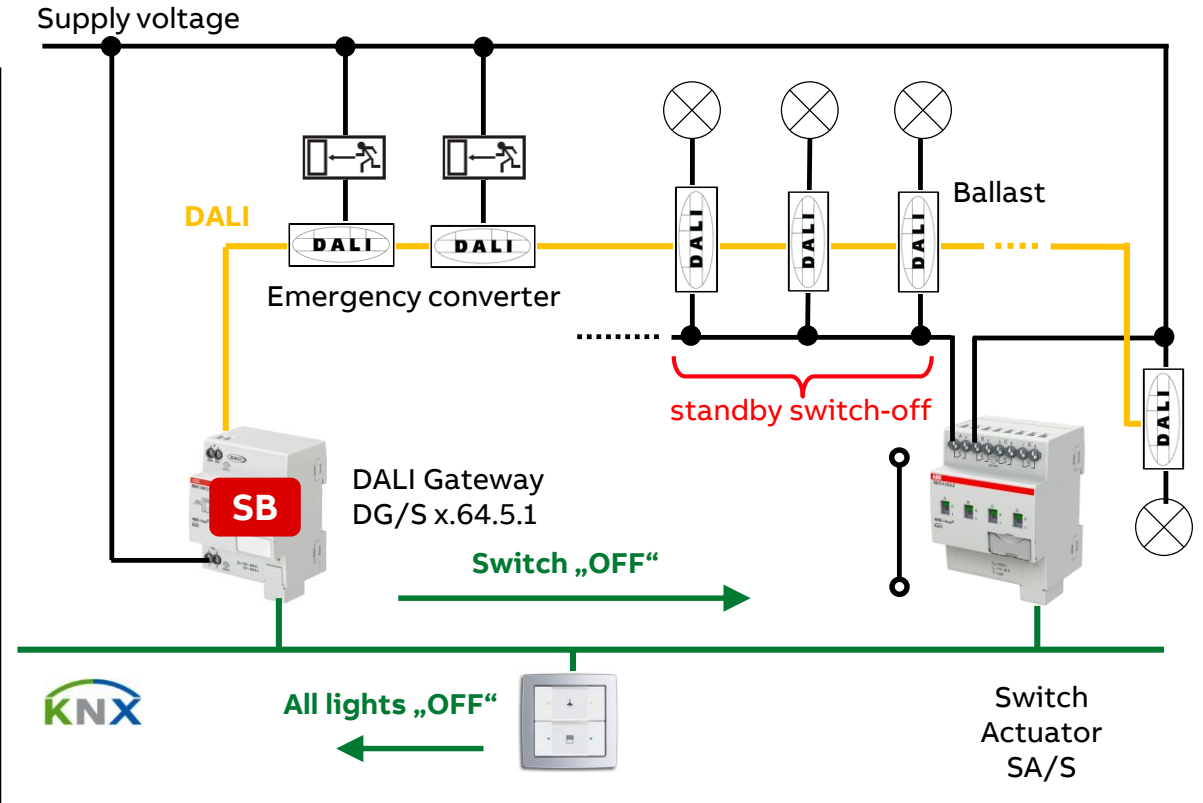 Supply voltage
DALI
Ballast
DALI
DALI
DALI
DALI
DALI
Emergency converter
standby switch-off
DALI
SB
DALI Gateway
DG/S x.64.5.1
Switch „OFF“
KNX
All lights „OFF“
Switch
Actuator
SA/S